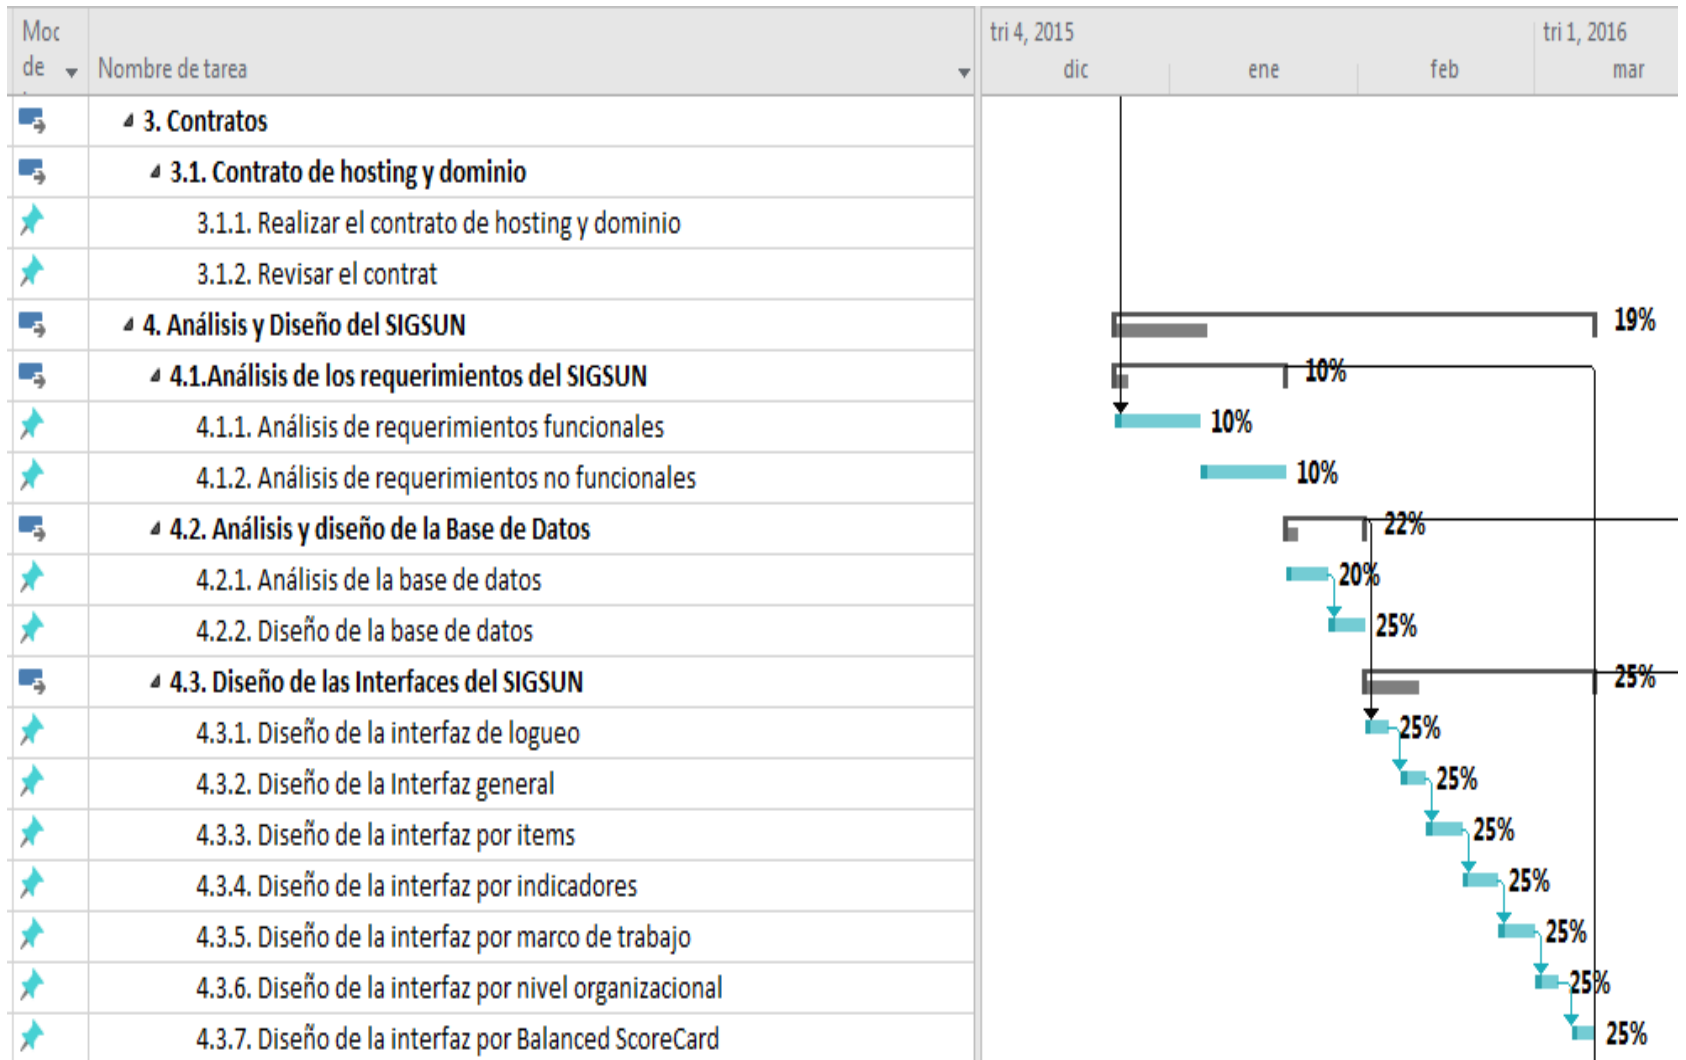 Moc
de
Nombre de tarea
tri 4, 2015
tri 1, 2016
dic
ene
feb
mar
3. Contratos
3.1. Contrato de hosting y dominio
3.1.1. Realizar el contrato de hosting y dominio
3.1.2. Revisar el contrat
4. Análisis y Diseño del SIGSUN
19%
4.1.Análisis de los requerimientos del SIGSUN
10%
4.1.1. Análisis de requerimientos funcionales
10%
4.1.2. Análisis de requerimientos no funcionales
10%
4.2. Análisis y diseño de la Base de Datos
22%
4.2.1. Análisis de la base de datos
20%
4.2.2. Diseño de la base de datos
25%
4.3. Diseño de las Interfaces del SIGSUN
25%
4.3.1. Diseño de la interfaz de logueo
25%
4.3.2. Diseño de la Interfaz general
25%
4.3.3. Diseño de la interfaz por items
25%
4.3.4. Diseño de la interfaz por indicadores
25%
4.3.5. Diseño de la interfaz por marco de trabajo
25%
4.3.6. Diseño de la interfaz por nivel organizacional
25%
4.3.7. Diseño de la interfaz por Balanced ScoreCard
25%